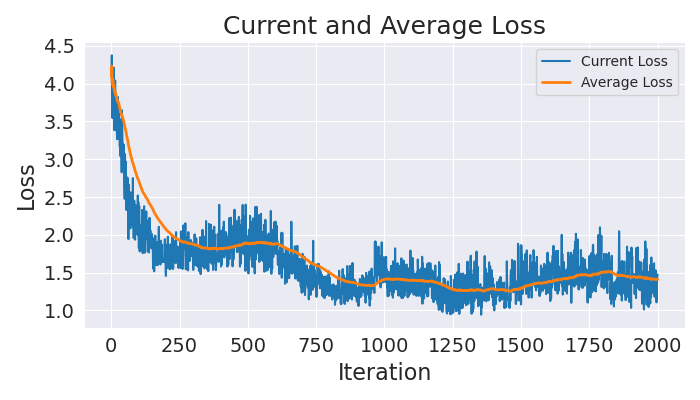 Current and Average Loss
4.5
4.0
3.5
3.0
2.5
2.0
1.5
1.0
Loss
Current Loss
Average Loss
0 250 500 750 1000 1250 1500 1750 2000
Iteration